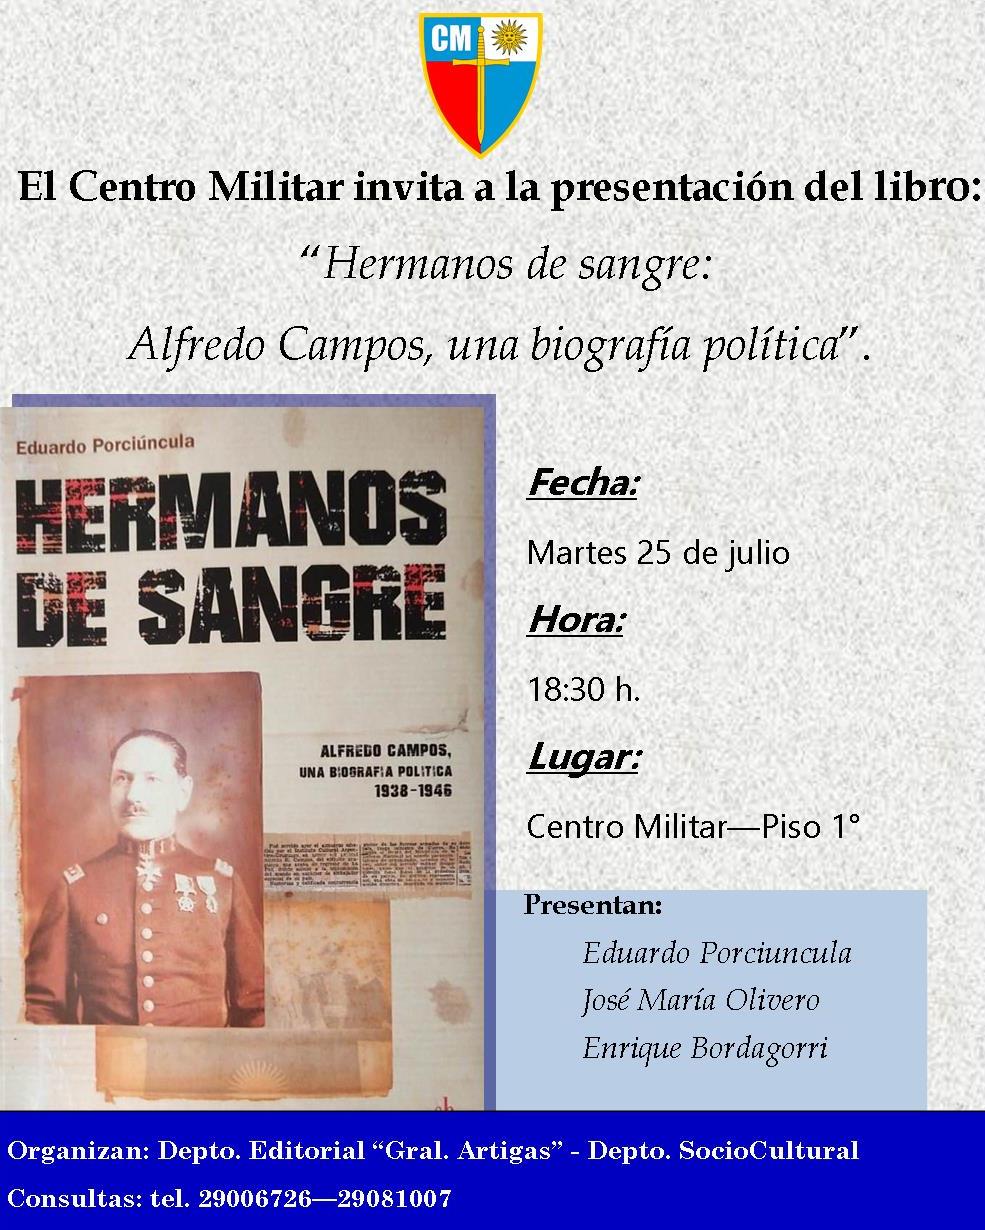 CM
El Centro Militar invita a la presentación del libro:
“Hermanos de sangre:
Alfredo Campos, una biografía política”.
Eduardo Porciúncula
HERMANOS
DE SANGRE
ALFREDO CAMPOS,
UNA BIOGRAFIA POLITICA
1938-1946
Fecha:
Martes 25 de julio
Hora:
18:30 h.
Lugar:
Centro Militar—Piso 1°
Presentan:
Eduardo Porciuncula
José María Olivero
Enrique Bordagorri
Organizan: Depto. Editorial “Gral. Artigas” - Depto. SocioCultural
Consultas: tel. 29006726—29081007